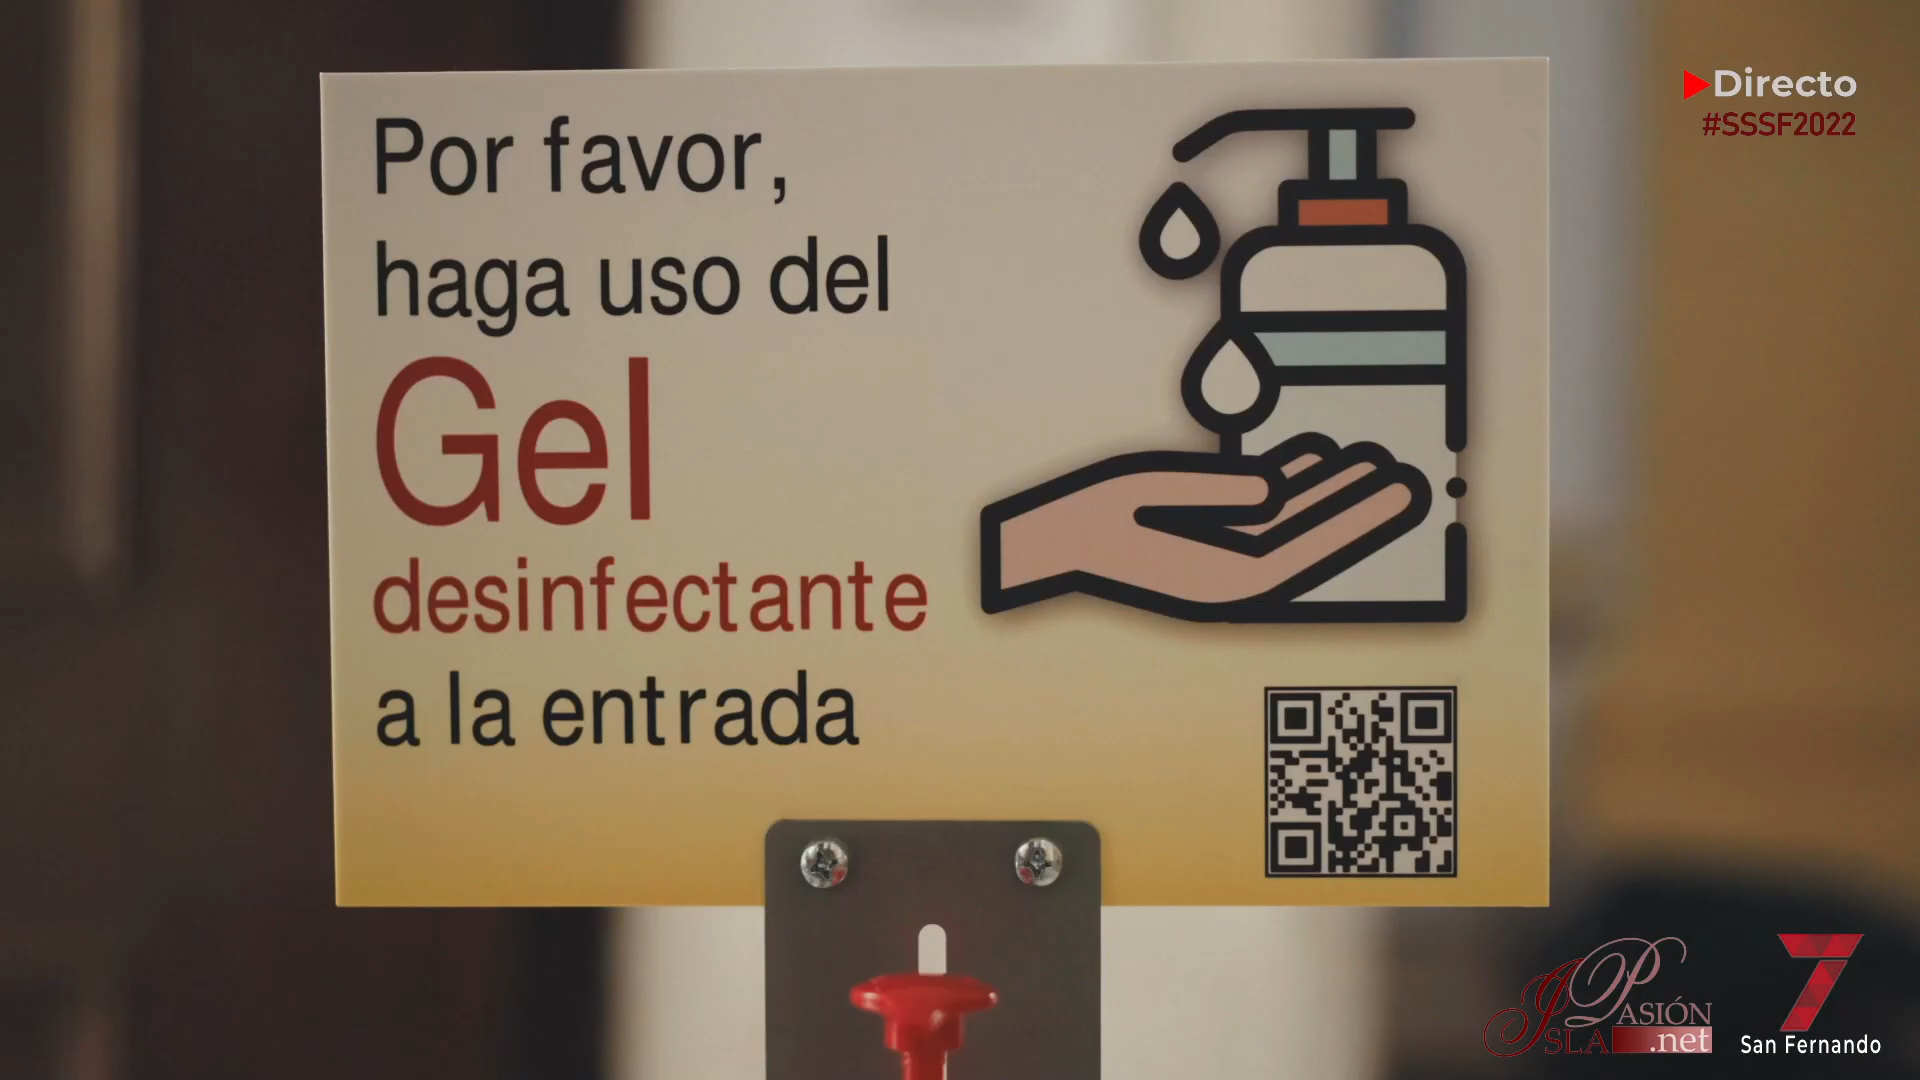 Por favor,
haga uso del
Gel
desinfectante
a la entrada
Directo
#SSSF2022
Isla Pasión
.net
7
San Fernando